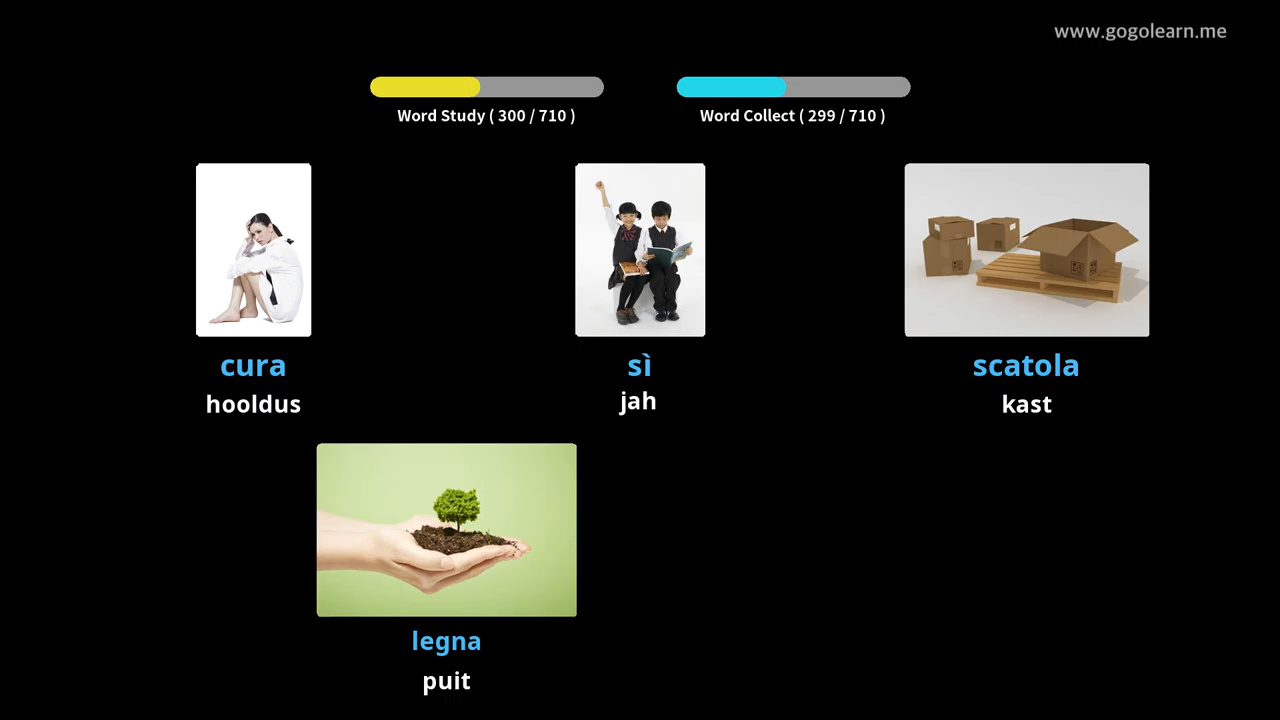 www.gogolearn.me
Word Study ( 300 / 710 )
Word Collect ( 299 / 710 )
cura
hooldus
sì
jah
scatola
kast
legna
puit